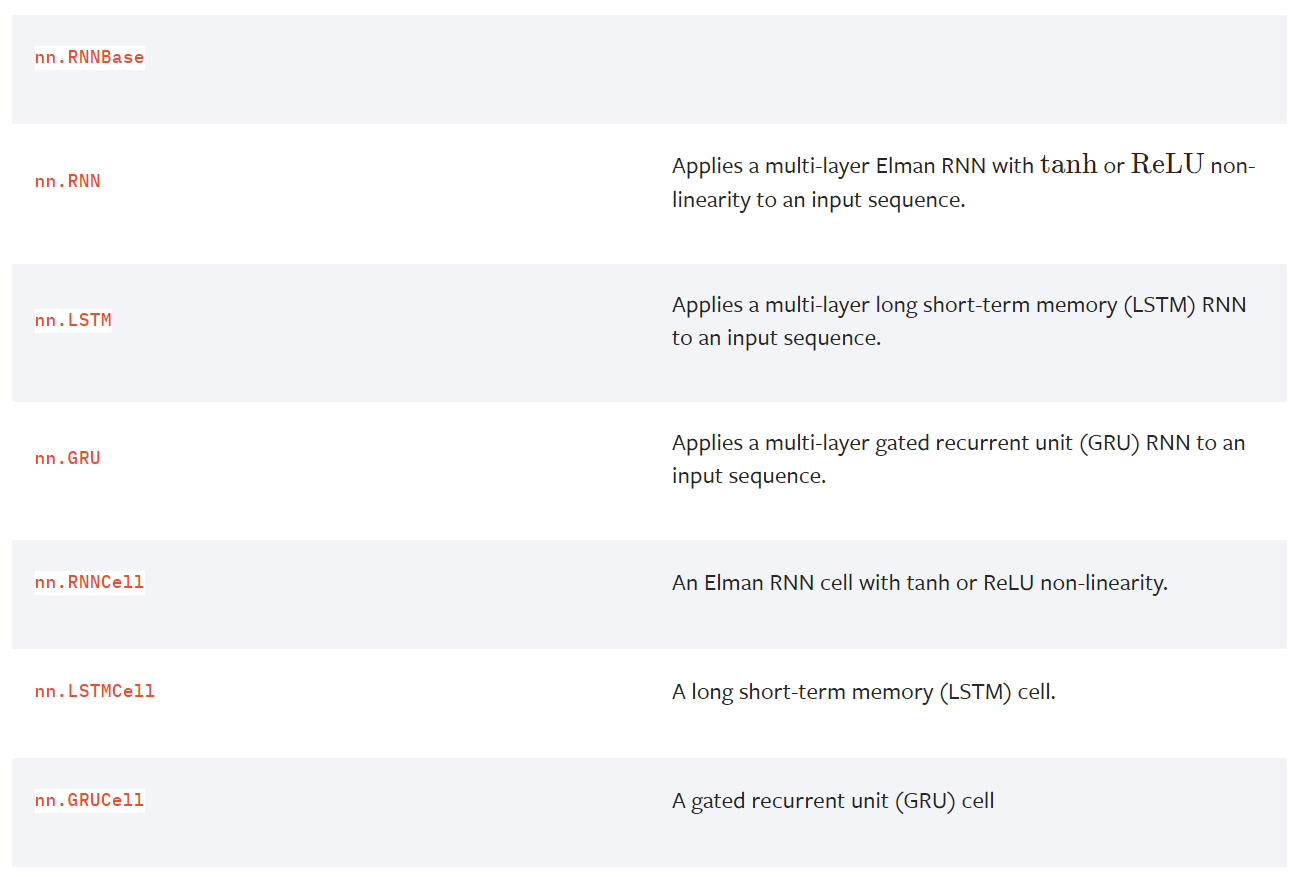 nn.RNNBase
nn.RNN
Applies a multi-layer Elman RNN with tanh or ReLU non-
linearity to an input sequence.
nn.LSTM
Applies a multi-layer long short-term memory (LSTM) RNN
to an input sequence.
nn.GRU
Applies a multi-layer gated recurrent unit (GRU) RNN to an
input sequence.
nn.RNNCell
An Elman RNN cell with tanh or ReLU non-linearity.
nn.LSTMCell
A long short-term memory (LSTM) cell.
nn.GRUCell
A gated recurrent unit (GRU) cell